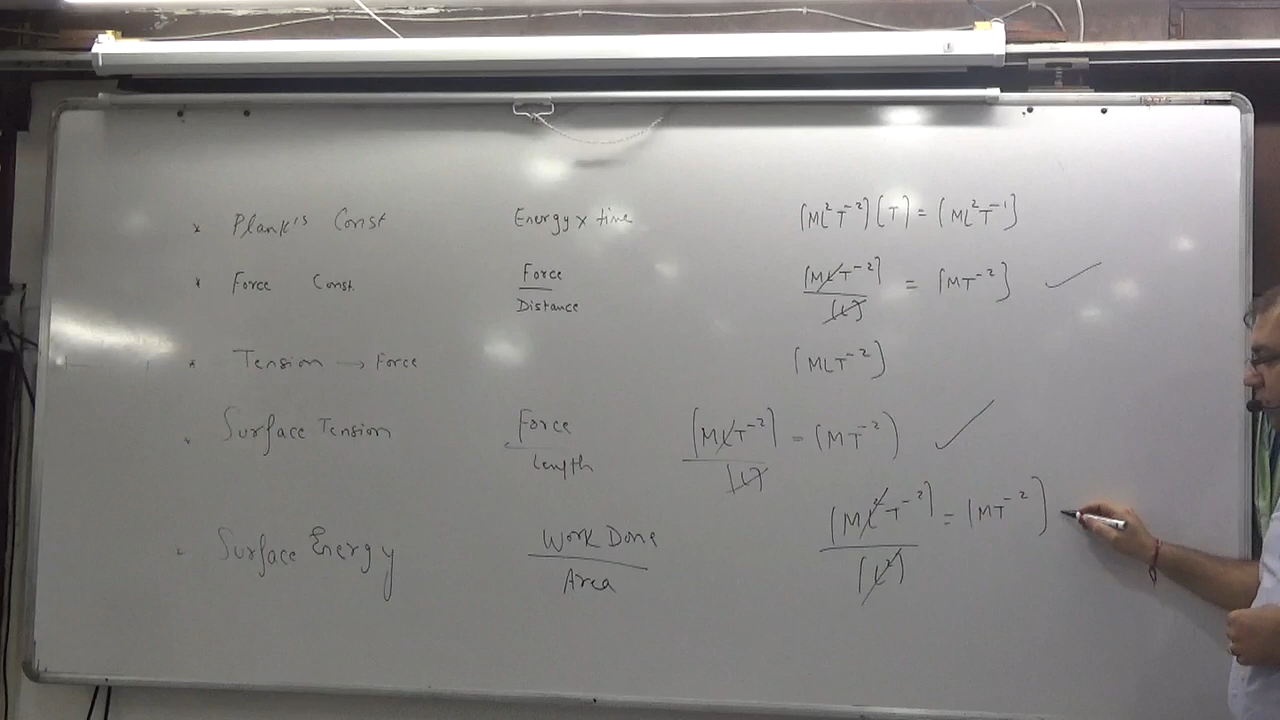 * Plank's Const Energy x time [ML²T⁻²] [T] = [ML²T⁻¹]
* Force Const. Force / Distance [MLT⁻²] / [L] = [MT⁻²] ✓
* Tension → Force [MLT⁻²]
* Surface Tension Force / Length [MLT⁻²] / [L] = [MT⁻²] ✓
* Surface Energy Work Done / Area [ML²T⁻²] / [L²] = [MT⁻²]